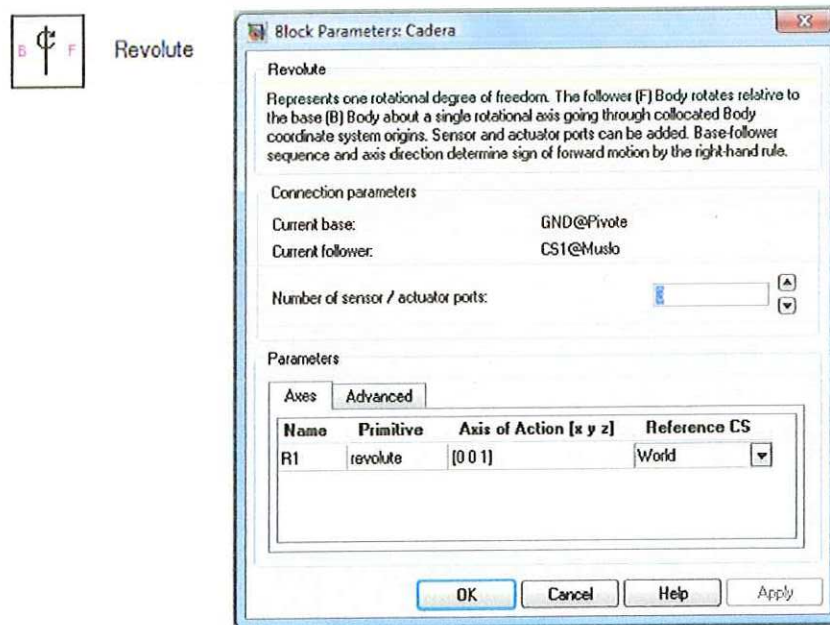 B F Revolute
Block Parameters: Cadera
Revolute
Represents one rotational degree of freedom. The follower (F) Body rotates relative to
the base (B) Body about a single rotational axis going through collocated Body
coordinate system origins. Sensor and actuator ports can be added. Base-follower
sequence and axis direction determine sign of forward motion by the right-hand rule.
Connection parameters
Current base: GND@Pivote
Current follower: CS1@Muslo
Number of sensor / actuator ports:
Parameters
Axes Advanced
Name Primitive Axis of Action [x y z] Reference CS
R1 revolute [0 0 1] World
OK Cancel Help Apply